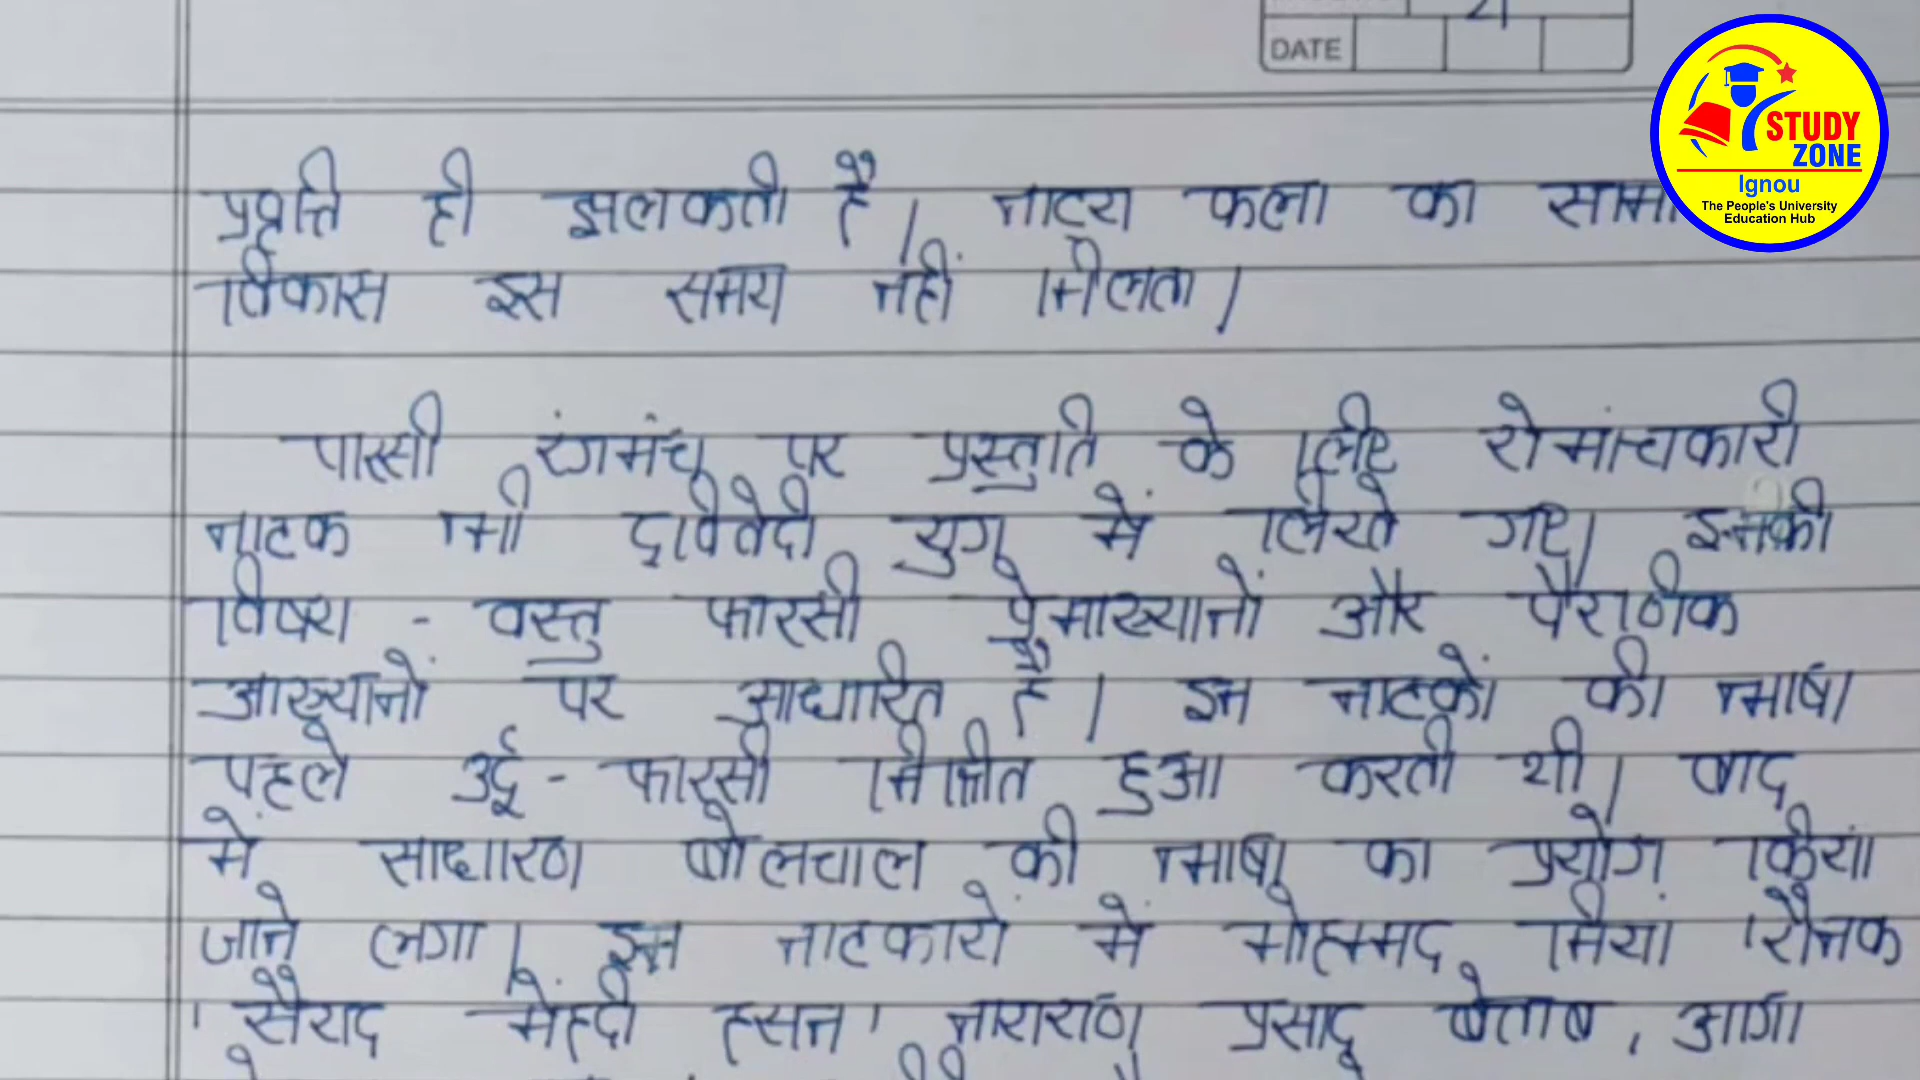 DATE
STUDY
ZONE
Ignou
The People's University
Education Hub
प्रवृत्ति ही झलकती है। नाट्य कला का
विकास इस समय नहीं मिलता।
पारसी रंगमंच पर प्रस्तुति के लिए रोमांचकारी
नाटक भी द्विवेदी युग में लिखे गए। इनकी
विषय - वस्तु फारसी प्रेमाख्यानों और पैराणिक
आख्यानों पर आधारित है। इन नाटकों की भाषा
पहले उर्दू - फारसी मिश्रित हुआ करती थी। बाद
में साधारण बोलचाल की भाषा का प्रयोग किया
जाने लगा। इन नाटकारों में मोहम्मद मियां 'रौनक
' सैयद मेंहदी हसन' नारायण प्रसाद बेताब, आगा